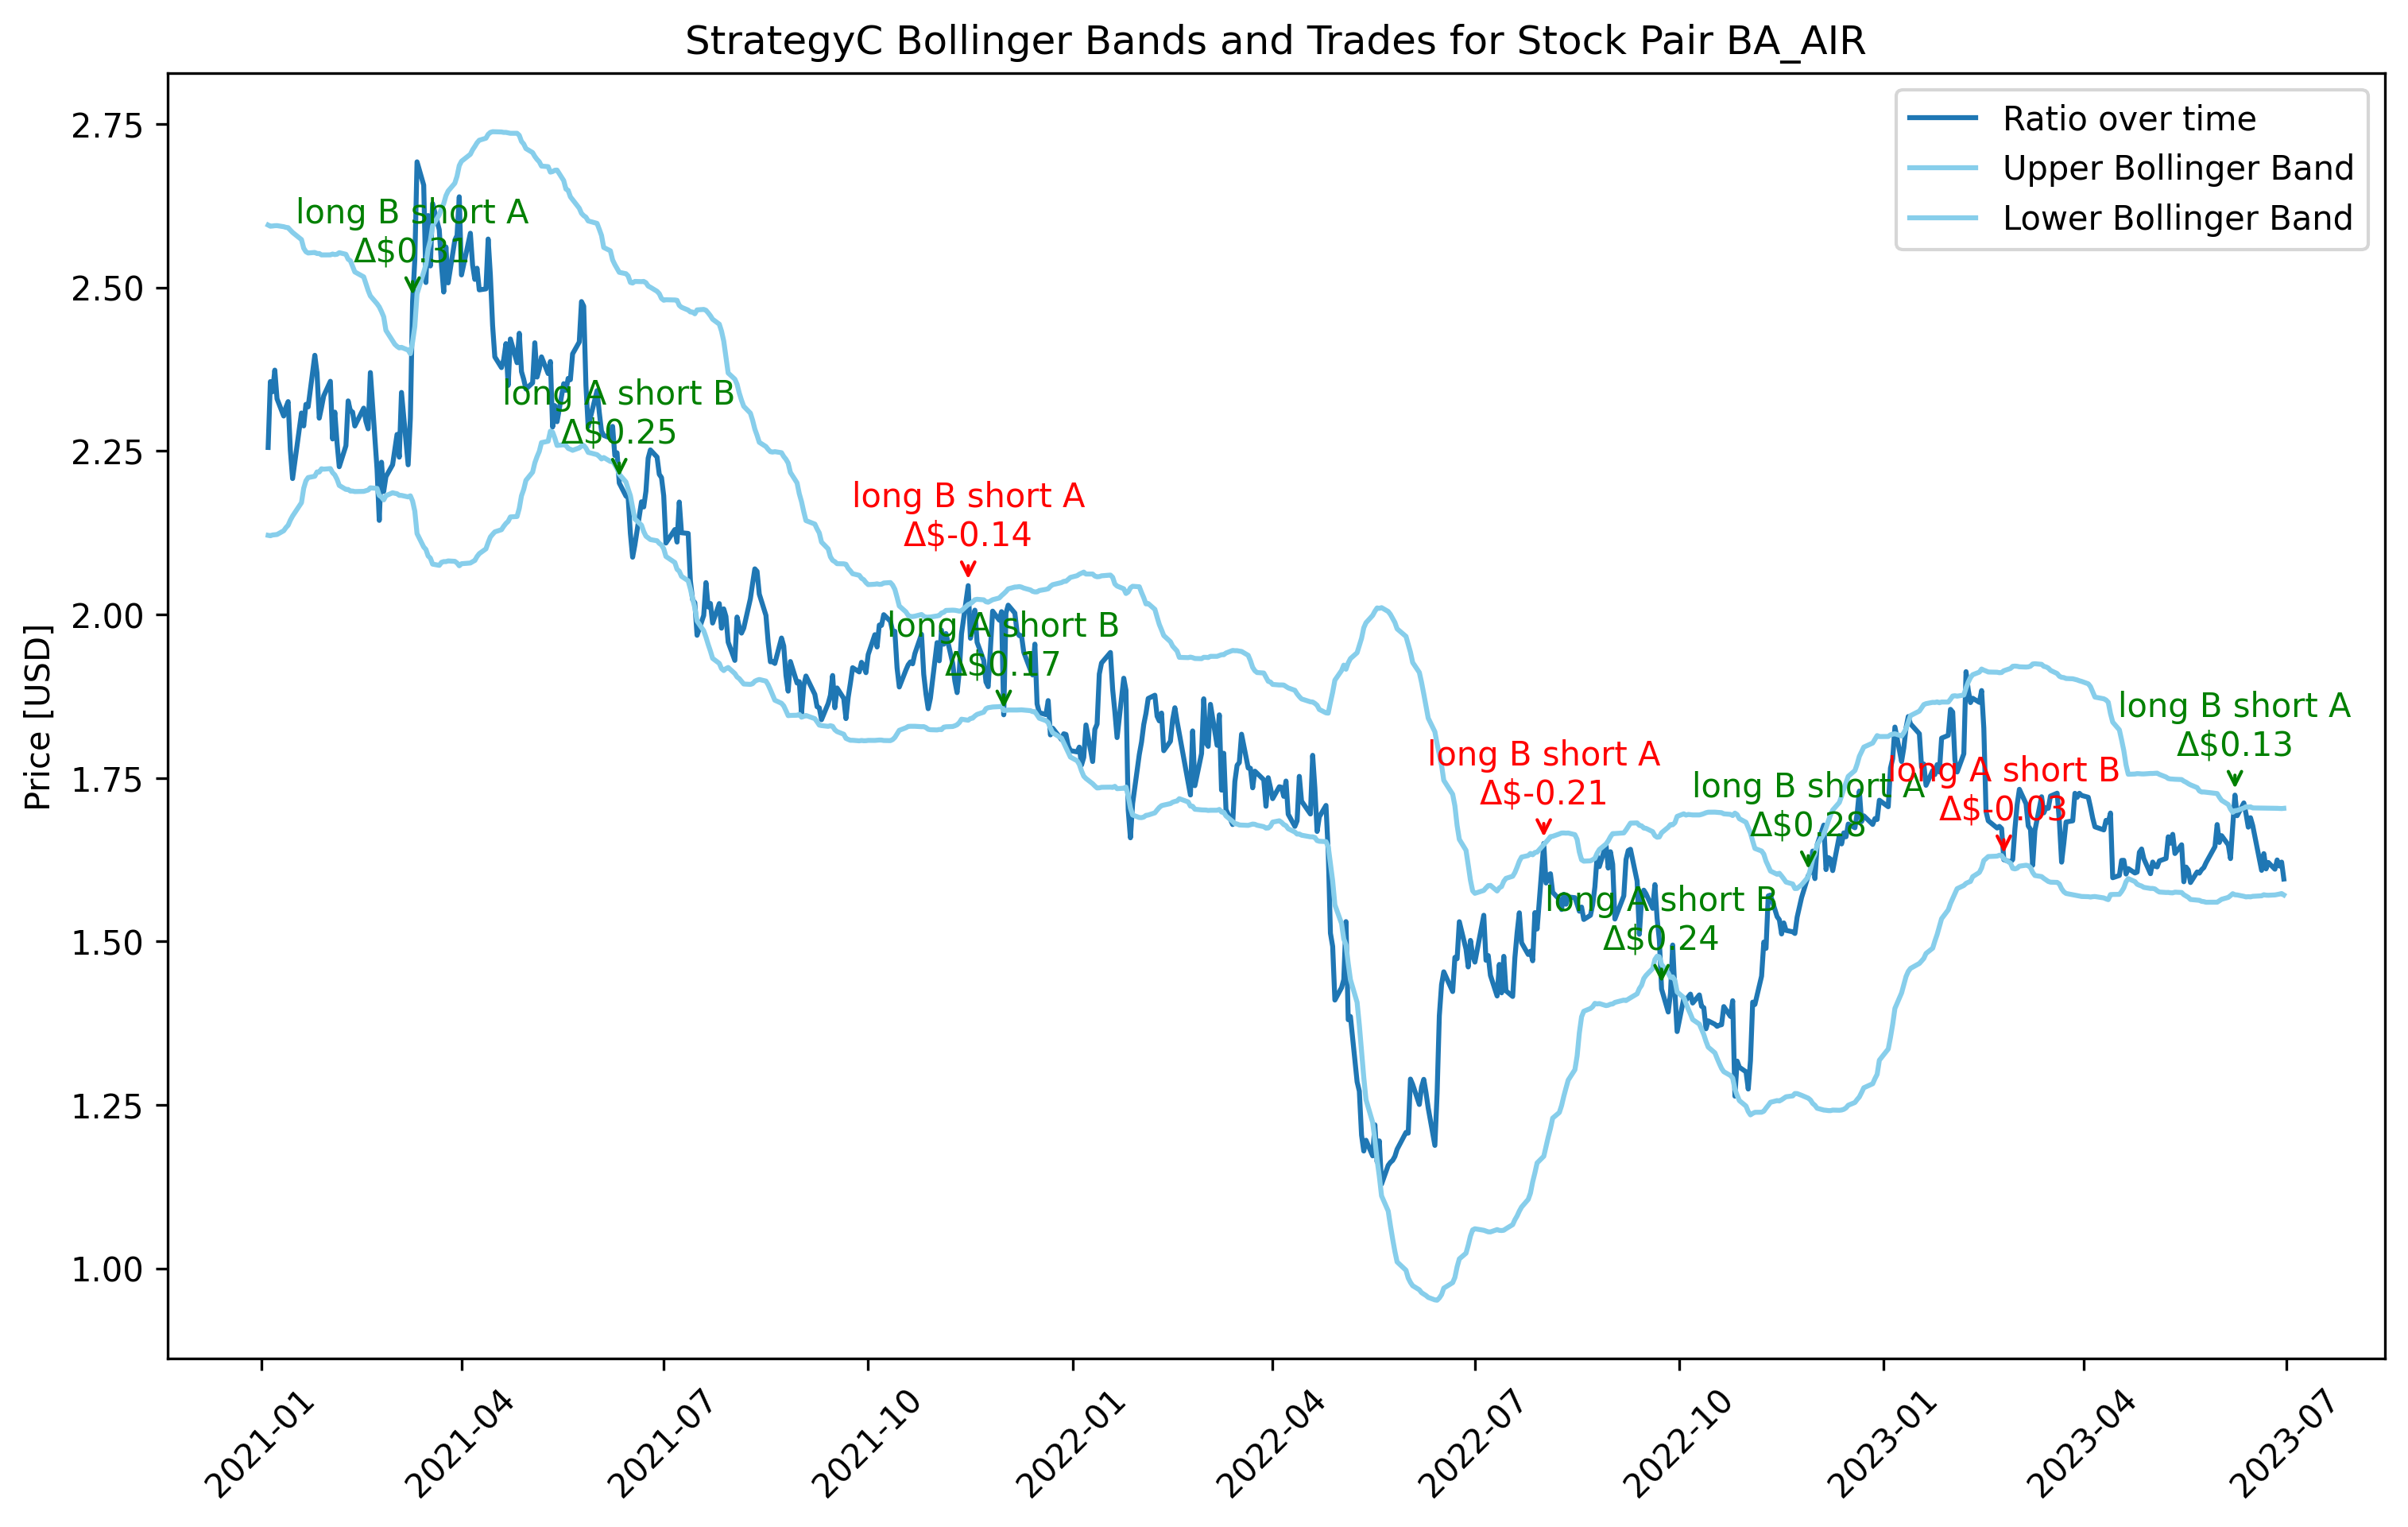 StrategyC Bollinger Bands and Trades for Stock Pair BA_AIR
Ratio over time
Upper Bollinger Band
Lower Bollinger Band
Price [USD]
2.75
2.50
2.25
2.00
1.75
1.50
1.25
1.00
long B short A
Δ$0.31
long A short B
Δ$0.25
long B short A
Δ$-0.14
long A short B
Δ$0.17
long B short A
Δ$-0.21
long A short B
Δ$0.24
long B short A
Δ$0.28
long A short B
Δ$-0.03
long B short A
Δ$0.13
2021-01
2021-04
2021-07
2021-10
2022-01
2022-04
2022-07
2022-10
2023-01
2023-04
2023-07